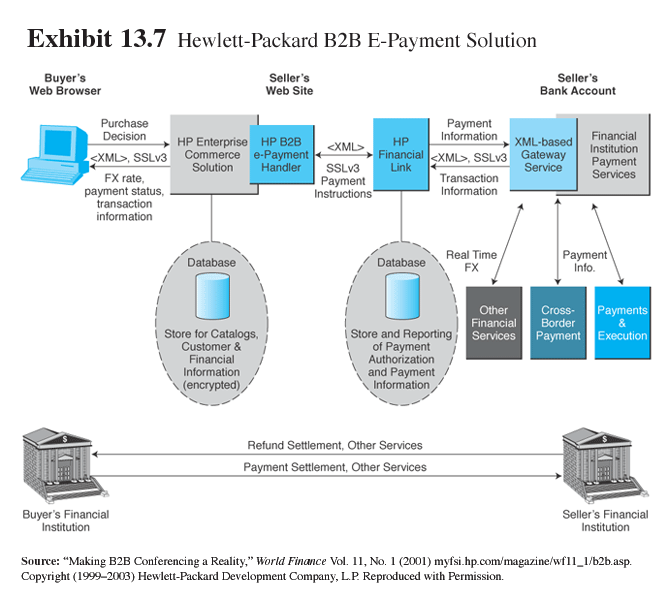 Exhibit 13.7 Hewlett-Packard B2B E-Payment Solution
Buyer's
Web Browser
Seller's
Web Site
Seller's
Bank Account
Purchase
Decision
<XML>, SSLv3
FX rate,
payment status,
transaction
information
HP Enterprise
Commerce
Solution
HP B2B
e-Payment
Handler
<XML>
SSLv3
Payment
Instructions
HP
Financial
Link
Payment
Information
<XML>, SSLv3
Transaction
Information
XML-based
Gateway
Service
Financial
Institution
Payment
Services
Database
Store for Catalogs,
Customer &
Financial
Information
(encrypted)
Database
Store and Reporting
of Payment
Authorization
and Payment
Information
Real Time
FX
Payment
Info.
Other
Financial
Services
Cross-
Border
Payment
Payments
&
Execution
$
$
Refund Settlement, Other Services
Payment Settlement, Other Services
Buyer's Financial
Institution
Seller's Financial
Institution
Source: “Making B2B Conferencing a Reality,” World Finance Vol. 11, No. 1 (2001) myfsi.hp.com/magazine/wf11_1/b2b.asp.
Copyright (1999–2003) Hewlett-Packard Development Company, L.P. Reproduced with Permission.